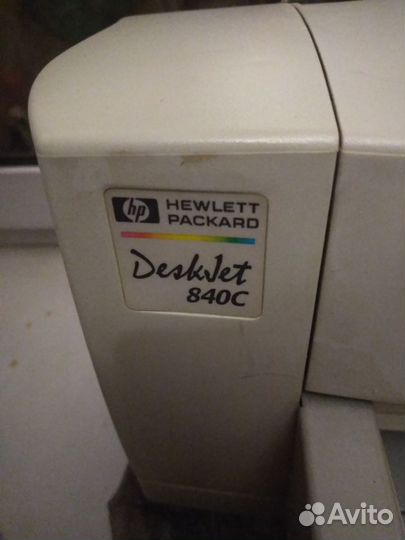 hp HEWLETT
PACKARD
DeskJet
840C
Avito